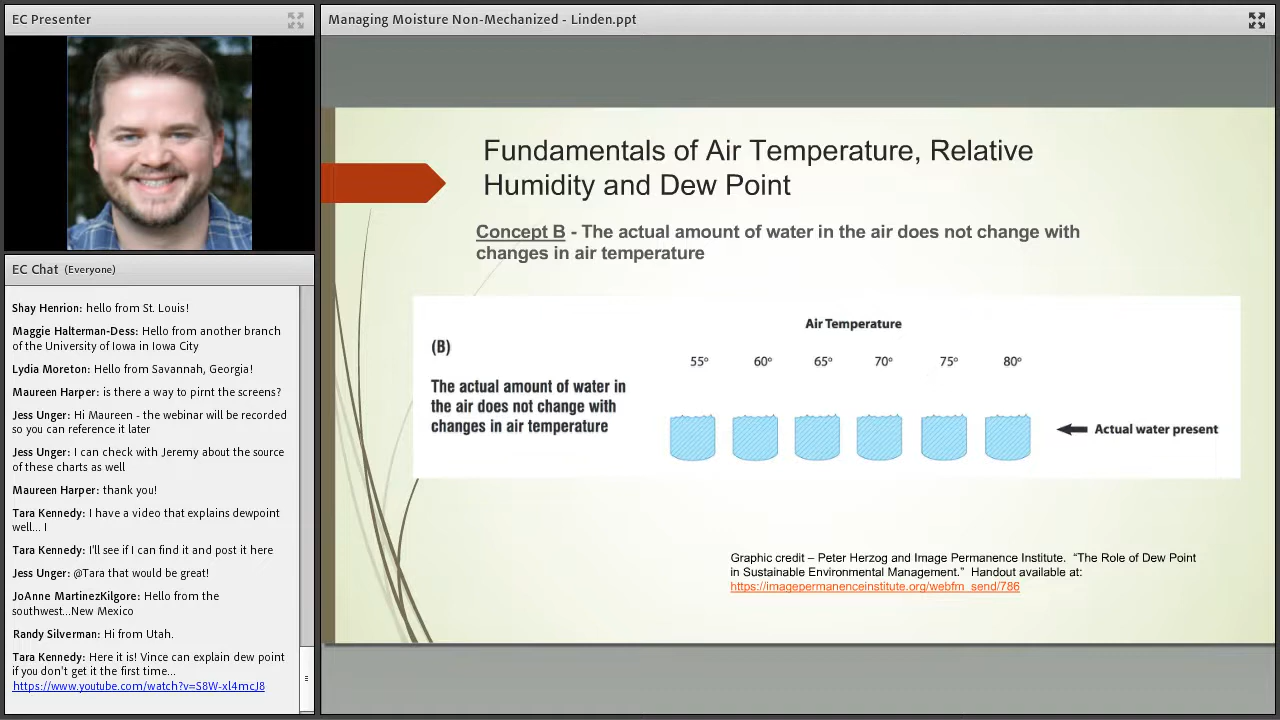 EC Presenter
Managing Moisture Non-Mechanized - Linden.ppt
EC Chat (Everyone)
Shay Henrion: hello from St. Louis!
Maggie Halterman-Dess: Hello from another branch
of the University of Iowa in Iowa City
Lydia Moreton: Hello from Savannah, Georgia!
Maureen Harper: is there a way to pirnt the screens?
Jess Unger: Hi Maureen - the webinar will be recorded
so you can reference it later
Jess Unger: I can check with Jeremy about the source
of these charts as well
Maureen Harper: thank you!
Tara Kennedy: I have a video that explains dewpoint
well... I
Tara Kennedy: I'll see if I can find it and post it here
Jess Unger: @Tara that would be great!
JoAnne MartinezKilgore: Hello from the
southwest...New Mexico
Randy Silverman: Hi from Utah.
Tara Kennedy: Here it is! Vince can explain dew point
if you don't get it the first time...
https://www.youtube.com/watch?v=S8W-xl4mcJ8
Fundamentals of Air Temperature, Relative
Humidity and Dew Point
Concept B - The actual amount of water in the air does not change with
changes in air temperature
Air Temperature
(B)
55° 60° 65° 70° 75° 80°
The actual amount of water in
the air does not change with
changes in air temperature
Actual water present
Graphic credit – Peter Herzog and Image Permanence Institute. “The Role of Dew Point
in Sustainable Environmental Management.” Handout available at:
https://imagepermanenceinstitute.org/webfm_send/786